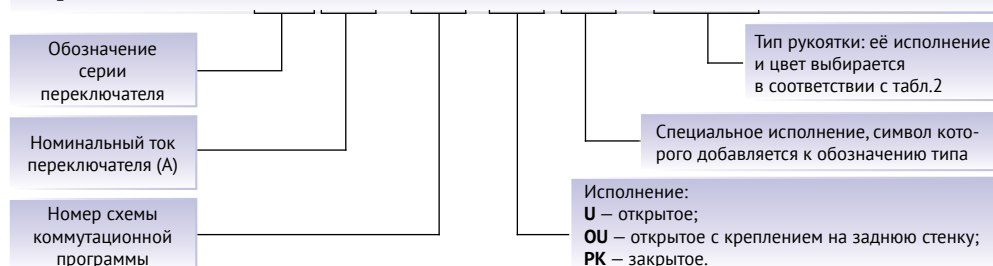 Обозначение
серии
переключателя
Номинальный ток
переключателя (А)
Номер схемы
коммутационной
программы
Тип рукоятки: её исполнение
и цвет выбирается
в соответствии с табл.2
Специальное исполнение, символ кото-
рого добавляется к обозначению типа
Исполнение:
U – открытое;
OU – открытое с креплением на заднюю стенку;
PK – закрытое.